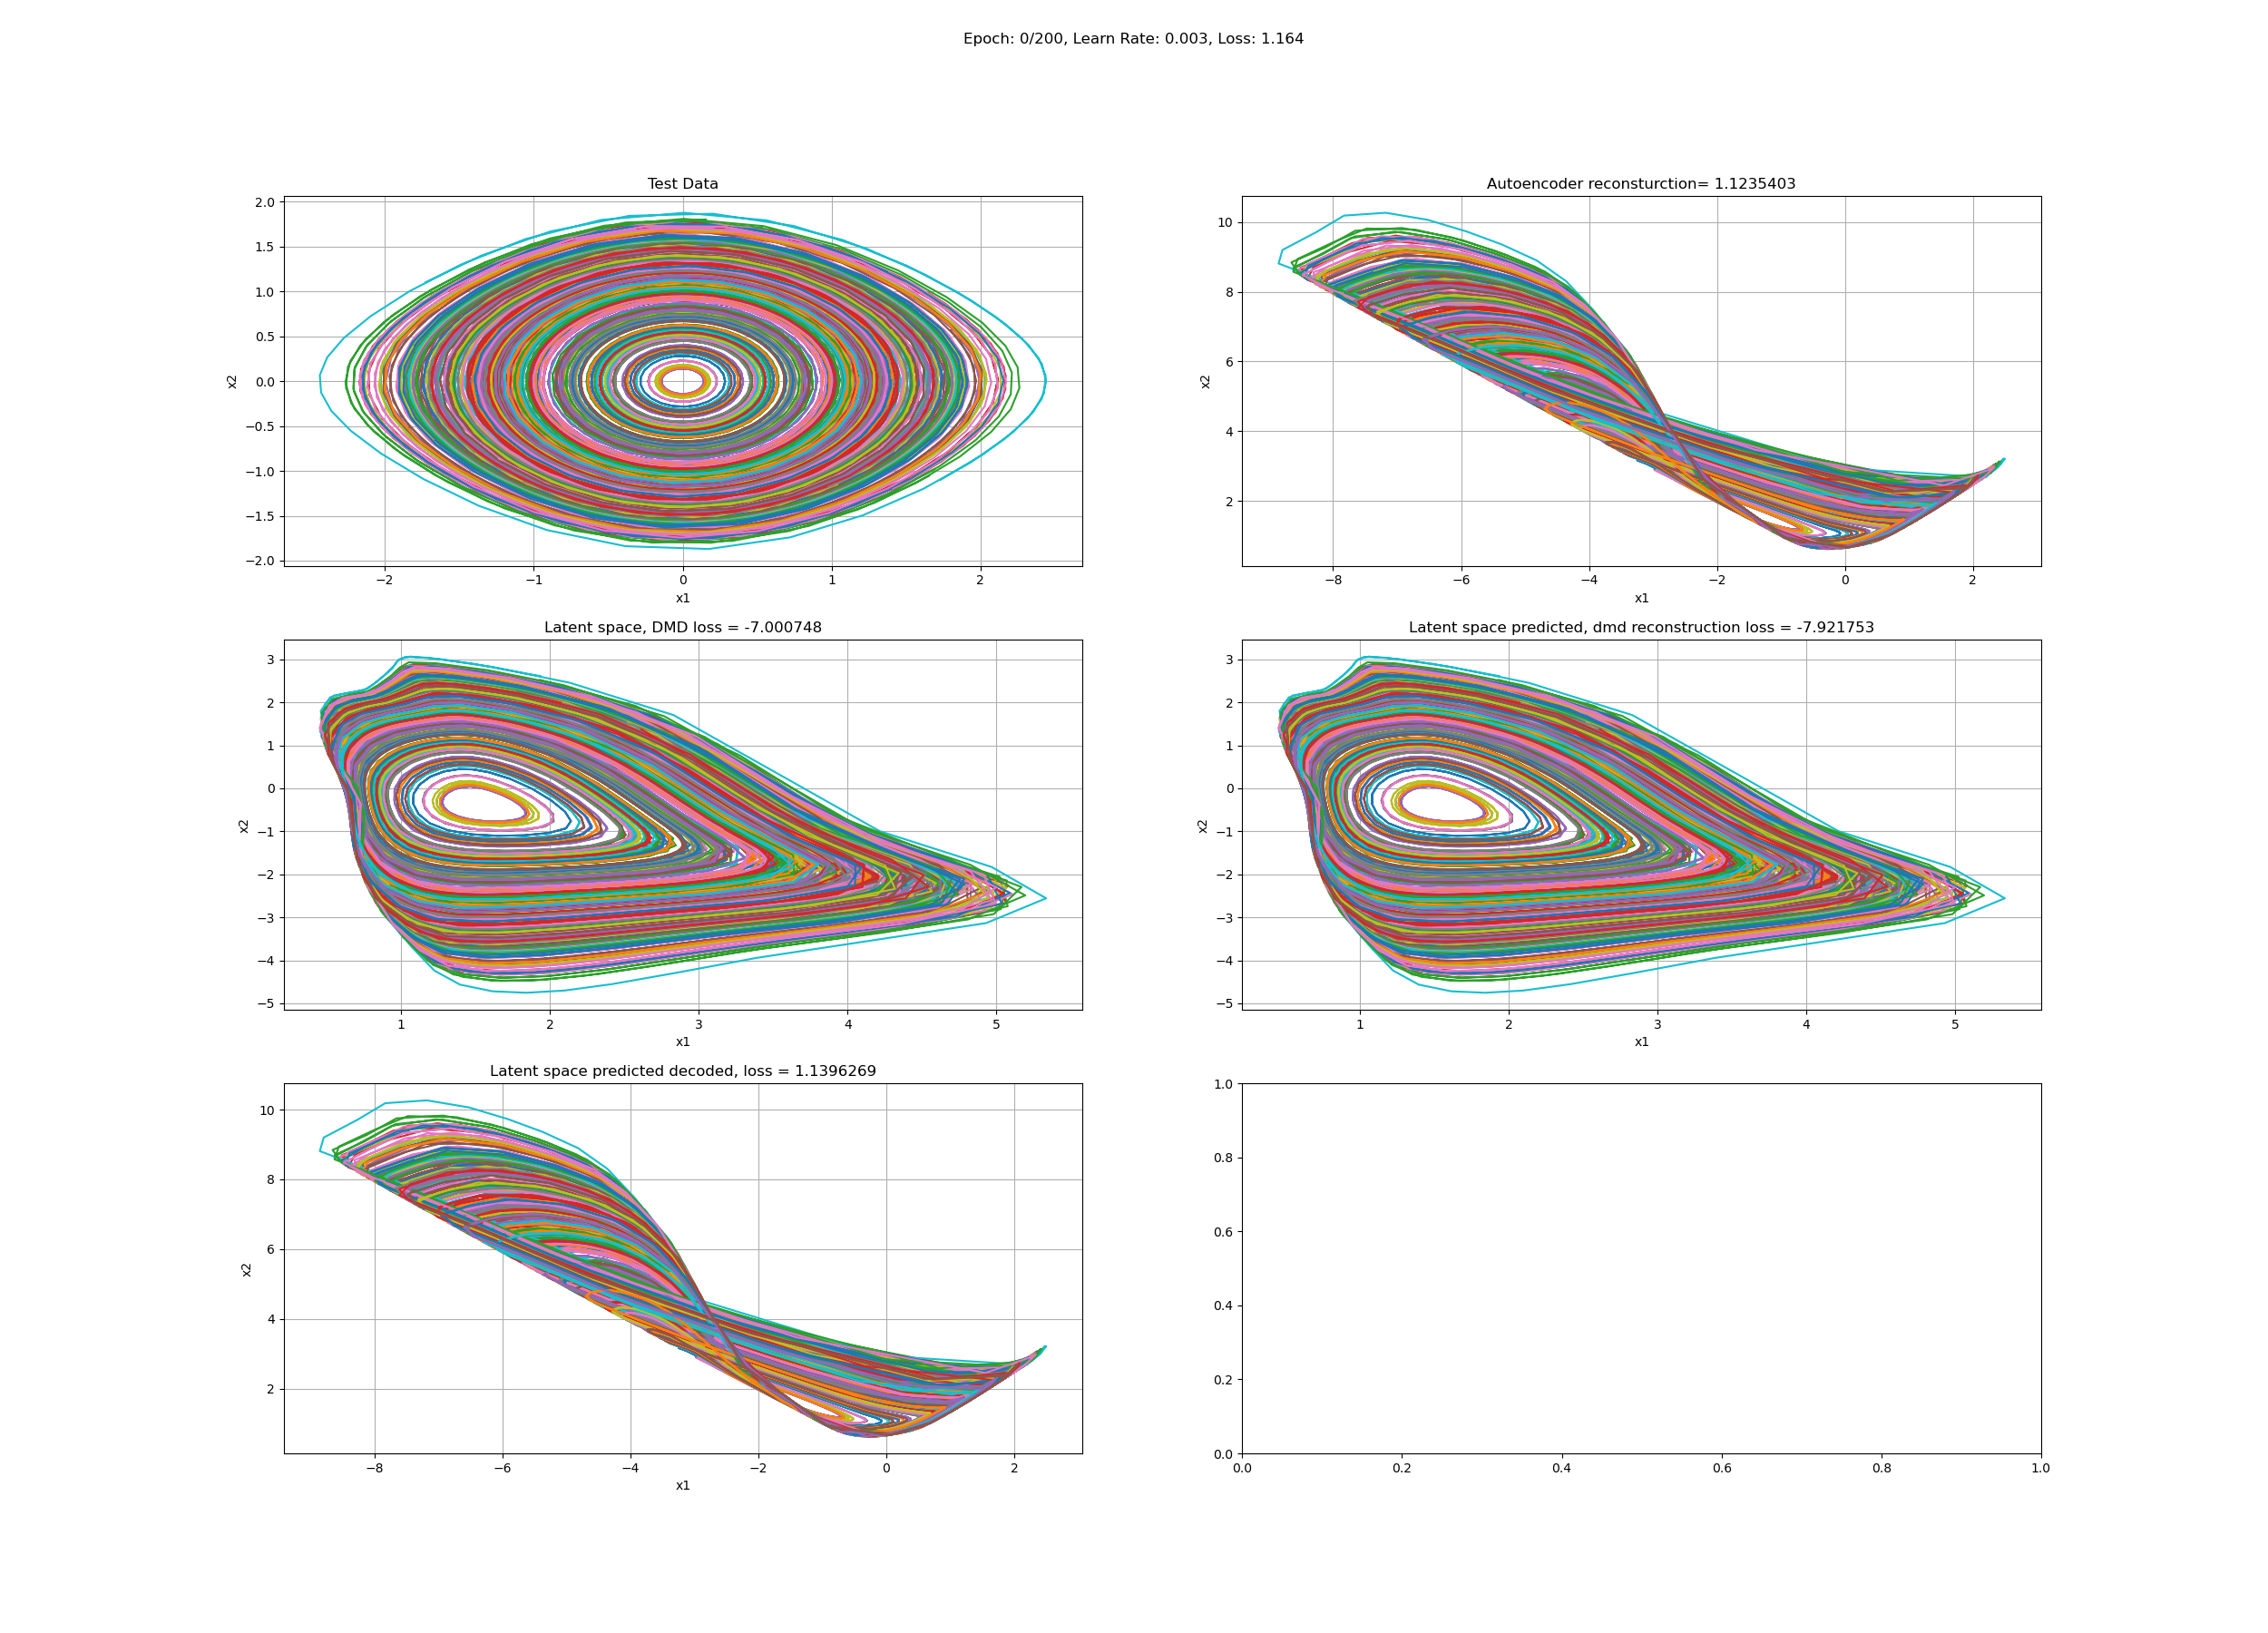 Epoch: 0/200, Learn Rate: 0.003, Loss: 1.164
Test Data
2.0
1.5
1.0
0.5
0.0
−0.5
−1.0
−1.5
−2.0
x2
−2 −1 0 1 2
x1
Autoencoder reconsturction= 1.1235403
10
8
6
4
2
x2
−8 −6 −4 −2 0 2
x1
Latent space, DMD loss = -7.000748
3
2
1
0
−1
−2
−3
−4
−5
x2
1 2 3 4 5
x1
Latent space predicted, dmd reconstruction loss = -7.921753
3
2
1
0
−1
−2
−3
−4
−5
x2
1 2 3 4 5
x1
Latent space predicted decoded, loss = 1.1396269
10
8
6
4
2
x2
−8 −6 −4 −2 0 2
x1
1.0
0.8
0.6
0.4
0.2
0.0
0.0 0.2 0.4 0.6 0.8 1.0